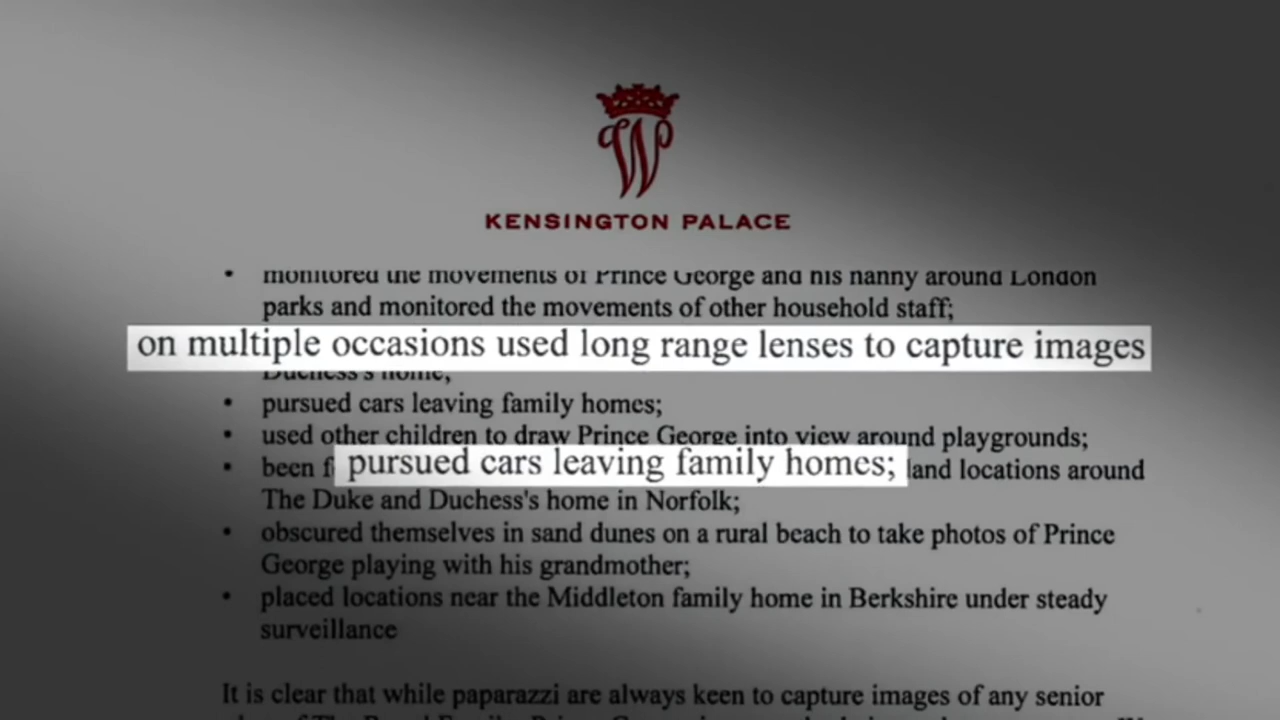 W
KENSINGTON PALACE
• monitored the movements of Prince George and his nanny around London
parks and monitored the movements of other household staff;
on multiple occasions used long range lenses to capture images
Duchess's home;
• pursued cars leaving family homes;
• used other children to draw Prince George into view around playgrounds;
pursued cars leaving family homes;
• been
locations around
The Duke and Duchess's home in Norfolk;
• obscured themselves in sand dunes on a rural beach to take photos of Prince
George playing with his grandmother;
• placed locations near the Middleton family home in Berkshire under steady
surveillance
It is clear that while paparazzi are always keen to capture images of any senior